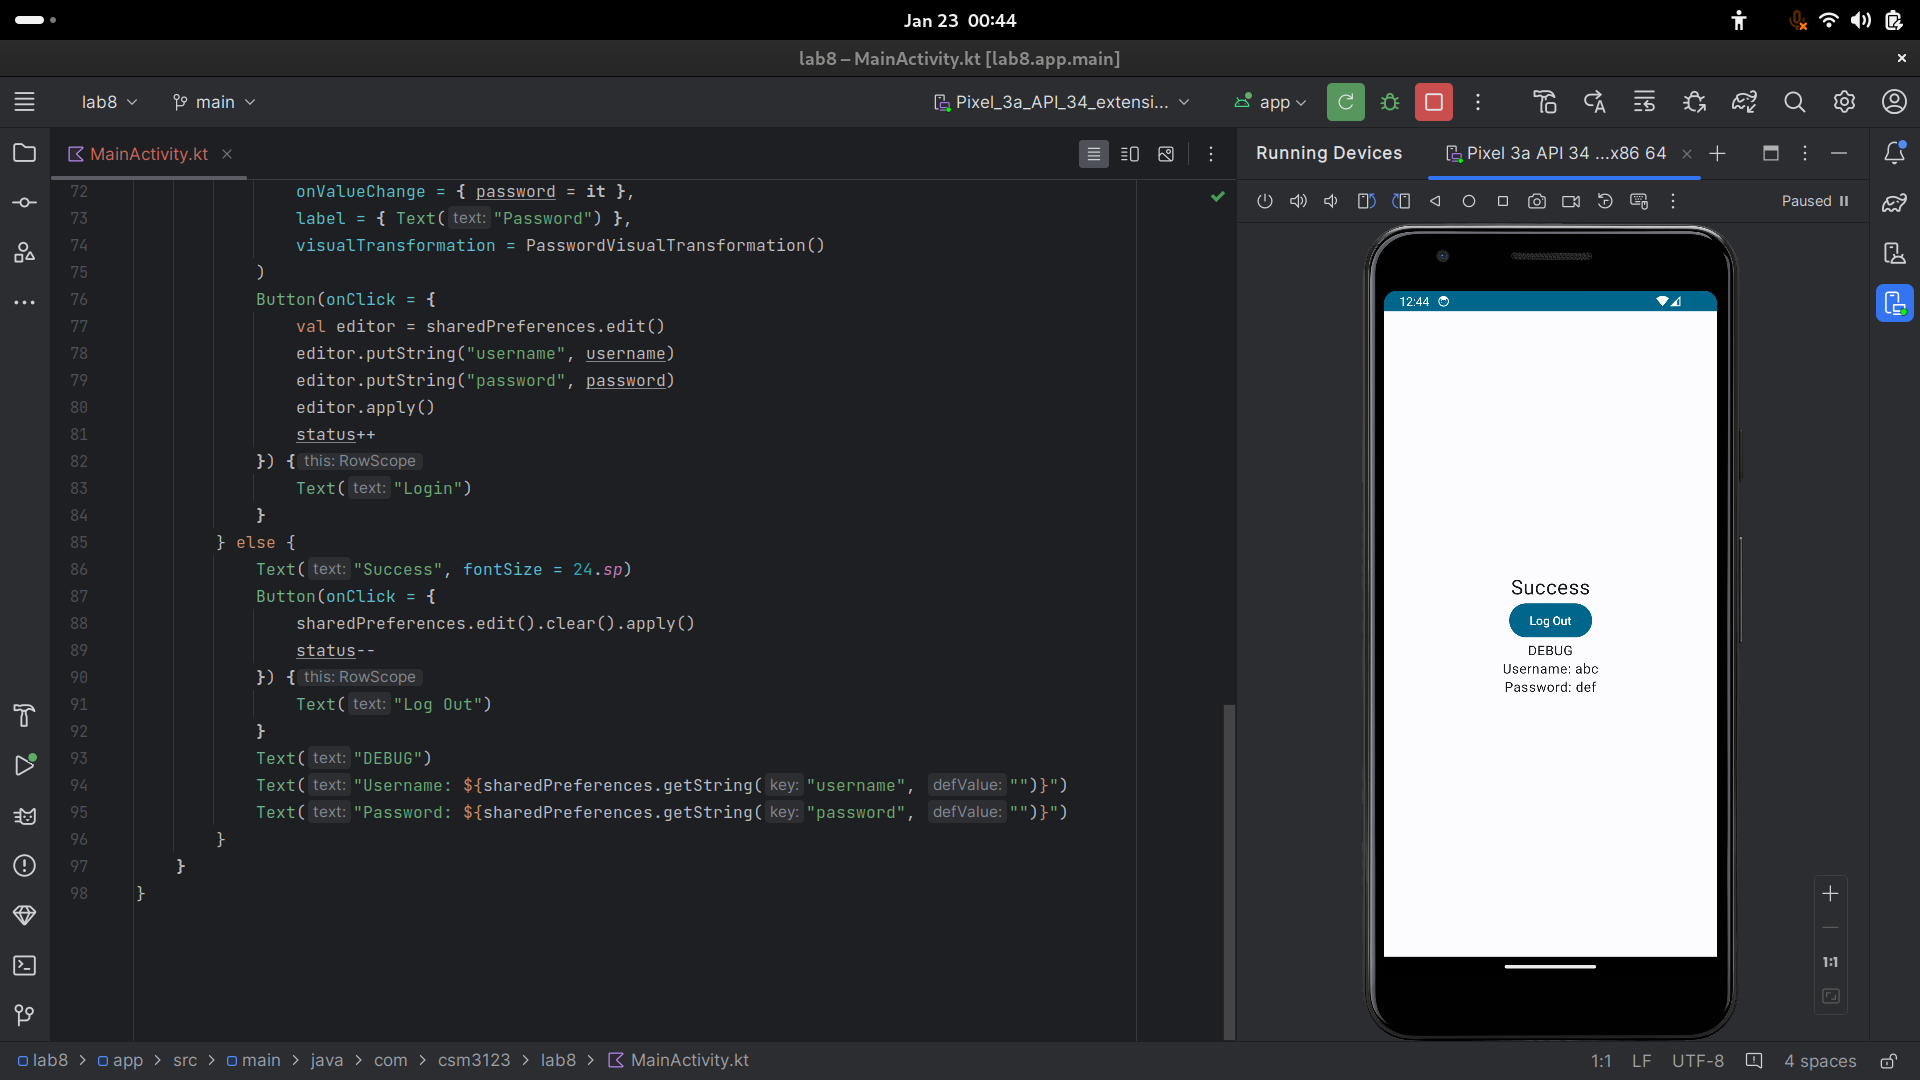 Jan 23  00:44
lab8 – MainActivity.kt [lab8.app.main]
lab8
main
Pixel_3a_API_34_extensi...
app
MainActivity.kt
Running Devices
Pixel 3a API 34 ...x86 64
Paused
72 onValueChange = { password = it },
73 label = { Text( text: "Password") },
74 visualTransformation = PasswordVisualTransformation()
75 )
76 Button(onClick = {
77 val editor = sharedPreferences.edit()
78 editor.putString("username", username)
79 editor.putString("password", password)
80 editor.apply()
81 status++
82 }) { this: RowScope
83 Text( text: "Login")
84 }
85 } else {
86 Text( text: "Success", fontSize = 24.sp)
87 Button(onClick = {
88 sharedPreferences.edit().clear().apply()
89 status--
90 }) { this: RowScope
91 Text( text: "Log Out")
92 }
93 Text( text: "DEBUG")
94 Text( text: "Username: ${sharedPreferences.getString( key: "username", defValue: "")}")
95 Text( text: "Password: ${sharedPreferences.getString( key: "password", defValue: "")}")
96 }
97 }
98 }
12:44
Success
Log Out
DEBUG
Username: abc
Password: def
1:1
lab8 > app > src > main > java > com > csm3123 > lab8 > MainActivity.kt
1:1 LF UTF-8 4 spaces